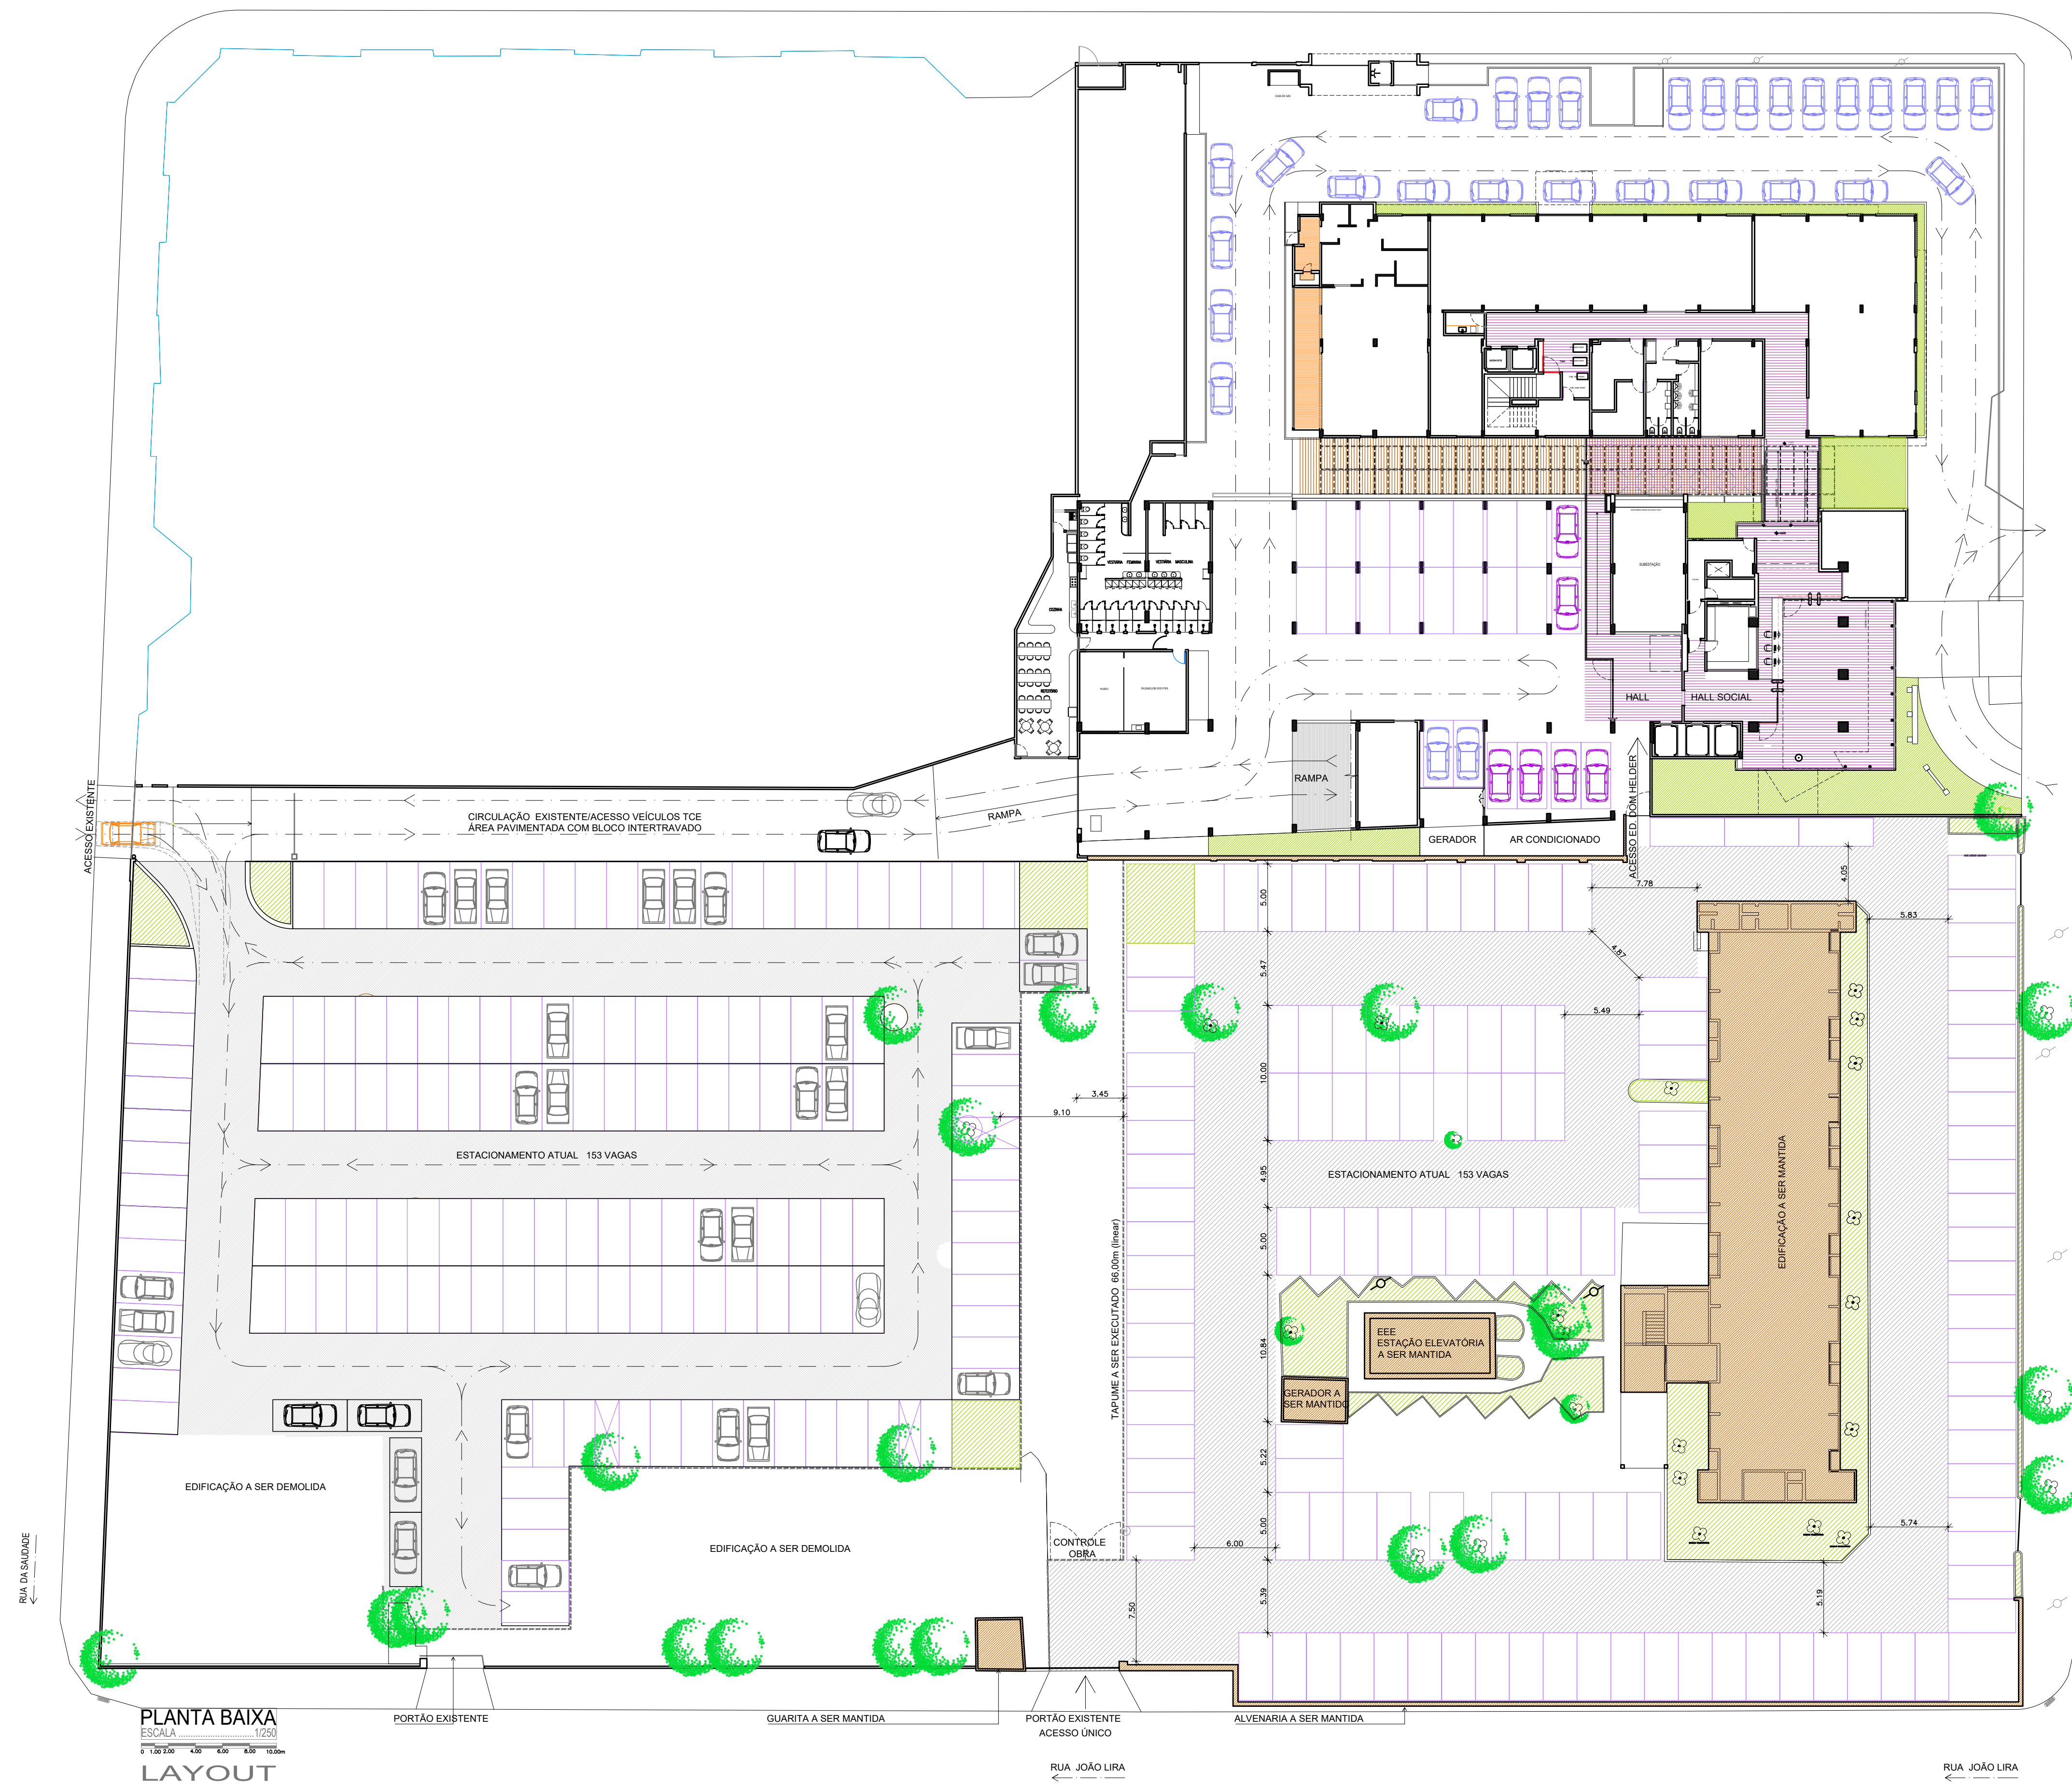 VESTIÁRIA FEMININA
VESTIÁRIA MASCULINA
COZINHA
REFEITÓRIO
SUBESTAÇÃO
HALL
HALL SOCIAL
RAMPA
RAMPA
GERADOR
AR CONDICIONADO
ACESSO ED. DOM HELDER
ACESSO EXISTENTE
CIRCULAÇÃO EXISTENTE/ACESSO VEÍCULOS TCE
ÁREA PAVIMENTADA COM BLOCO INTERTRAVADO
7.78
4.05
5.83
5.00
4.87
5.47
5.49
10.00
3.45
9.10
ESTACIONAMENTO ATUAL 153 VAGAS
ESTACIONAMENTO ATUAL 153 VAGAS
4.95
EDIFICAÇÃO A SER MANTIDA
5.00
TAPUME A SER EXECUTADO 66,00m (linear)
EEE
ESTAÇÃO ELEVATÓRIA
A SER MANTIDA
10.84
GERADOR A
SER MANTIDO
5.22
EDIFICAÇÃO A SER DEMOLIDA
EDIFICAÇÃO A SER DEMOLIDA
CONTROLE
OBRA
5.00
6.00
5.74
5.39
7.50
5.19
RUA DA SAUDADE
PLANTA BAIXA
ESCALA ..............................1/250
0 1.00 2.00 4.00 6.00 8.00 10.00m
LAYOUT
PORTÃO EXISTENTE
GUARITA A SER MANTIDA
PORTÃO EXISTENTE
ACESSO ÚNICO
ALVENARIA A SER MANTIDA
RUA JOÃO LIRA
RUA JOÃO LIRA